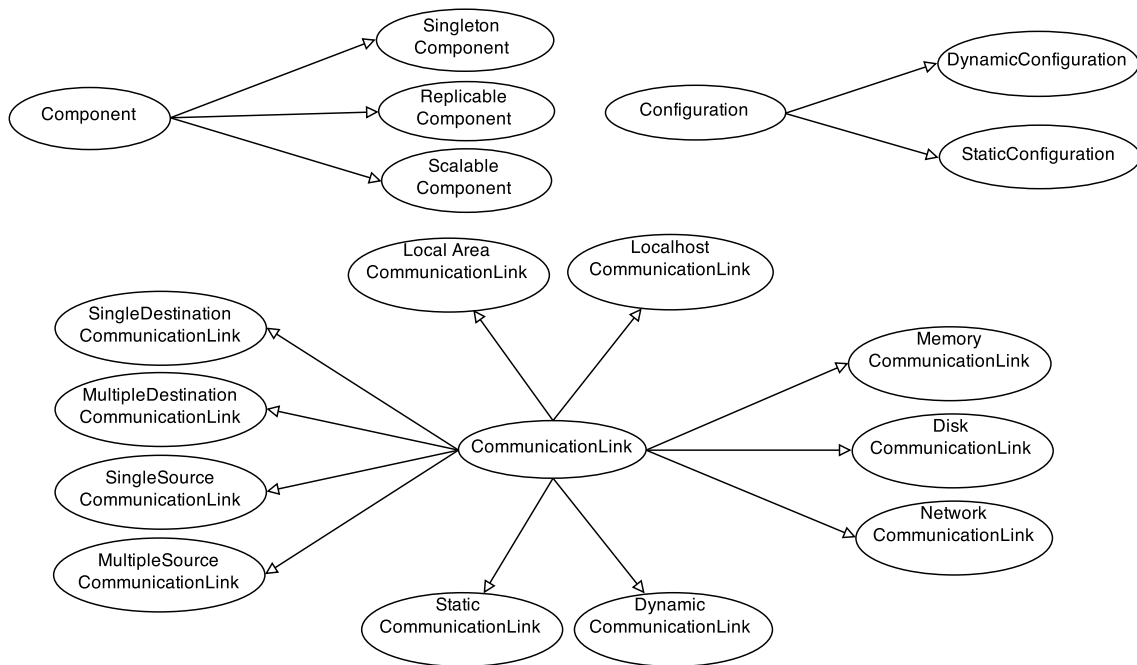 Singleton
Component
Component
Replicable
Component
Scalable
Component
DynamicConfiguration
Configuration
StaticConfiguration
Local Area
CommunicationLink
Localhost
CommunicationLink
SingleDestination
CommunicationLink
MultipleDestination
CommunicationLink
SingleSource
CommunicationLink
MultipleSource
CommunicationLink
CommunicationLink
Memory
CommunicationLink
Disk
CommunicationLink
Network
CommunicationLink
Static
CommunicationLink
Dynamic
CommunicationLink